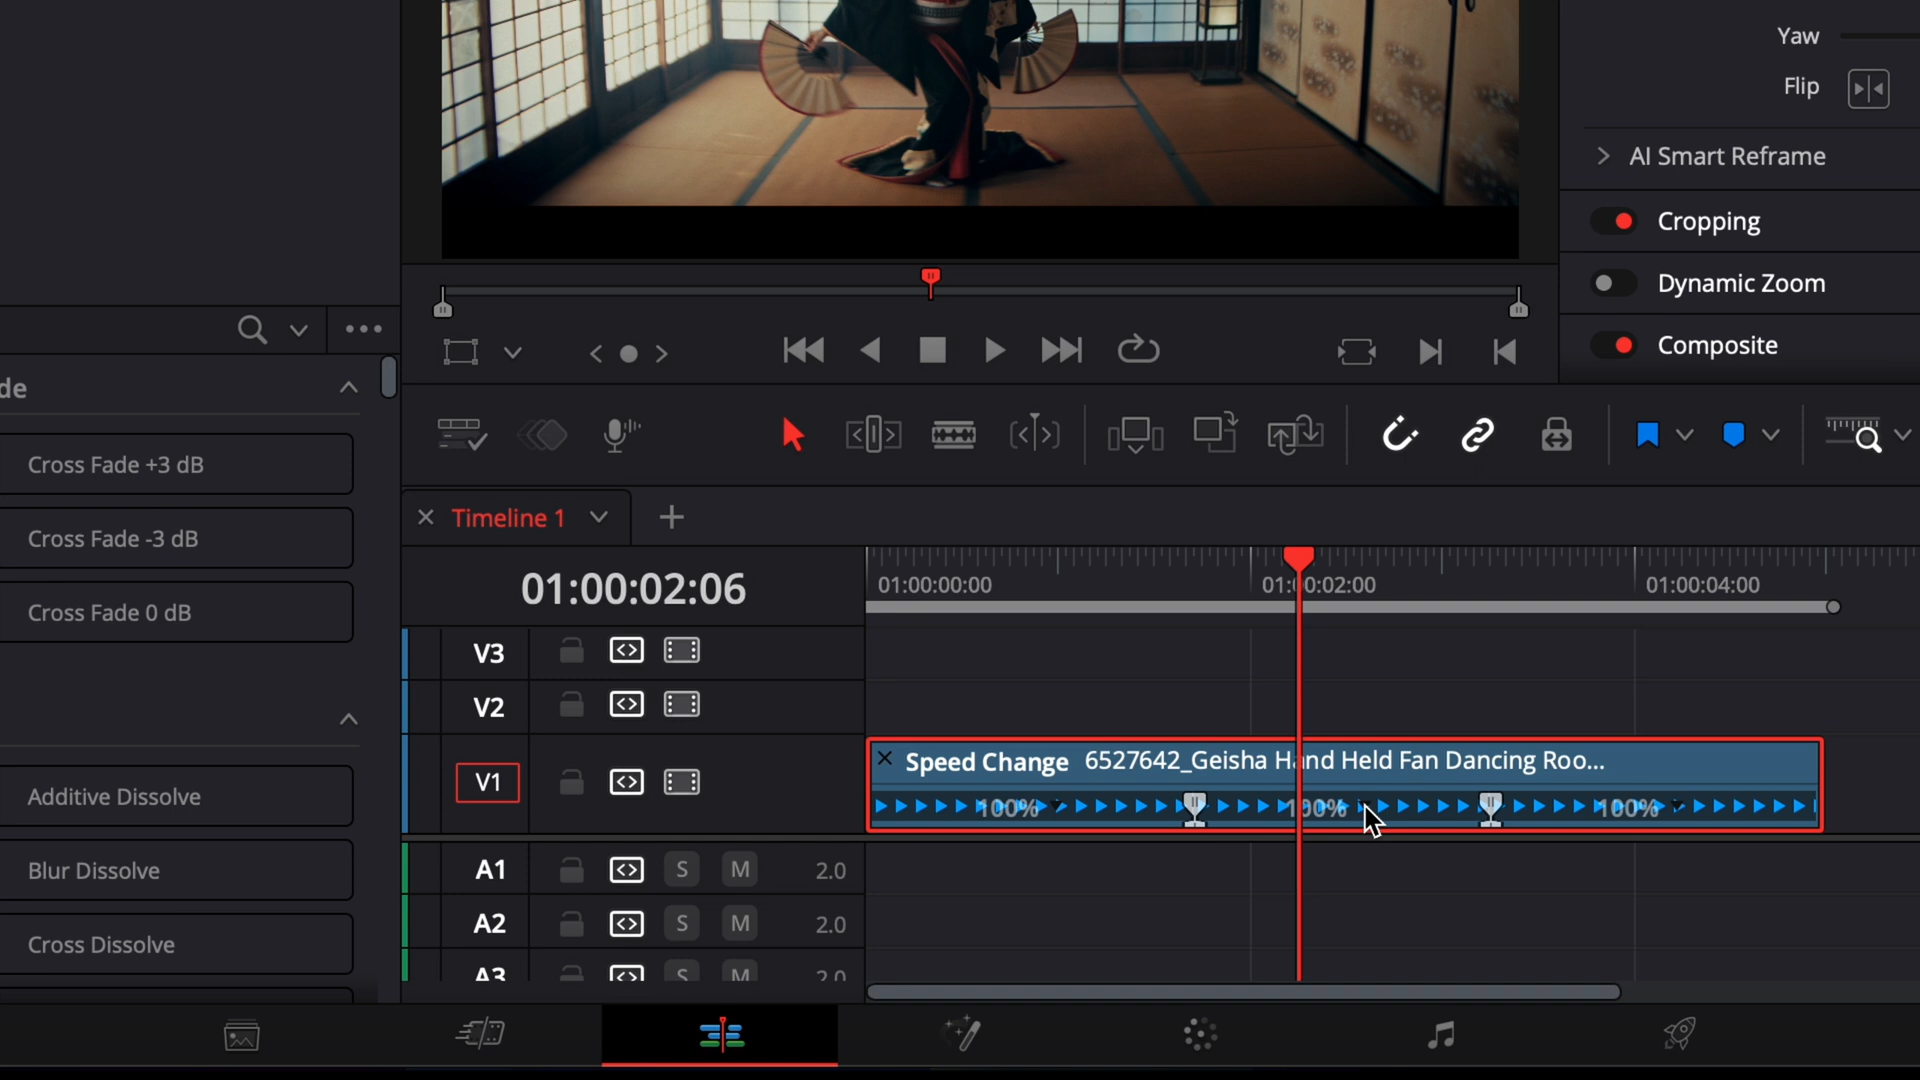 Yaw
Flip
AI Smart Reframe
Cropping
Dynamic Zoom
Composite
de
Cross Fade +3 dB
Cross Fade -3 dB
Cross Fade 0 dB
Additive Dissolve
Blur Dissolve
Cross Dissolve
Timeline 1
01:00:02:06
01:00:00:00
01:00:02:00
01:00:04:00
V3
V2
V1
Speed Change 6527642_Geisha Hand Held Fan Dancing Roo...
100% 100% 100%
A1 S M 2.0
A2 S M 2.0
A3 S M 2.0